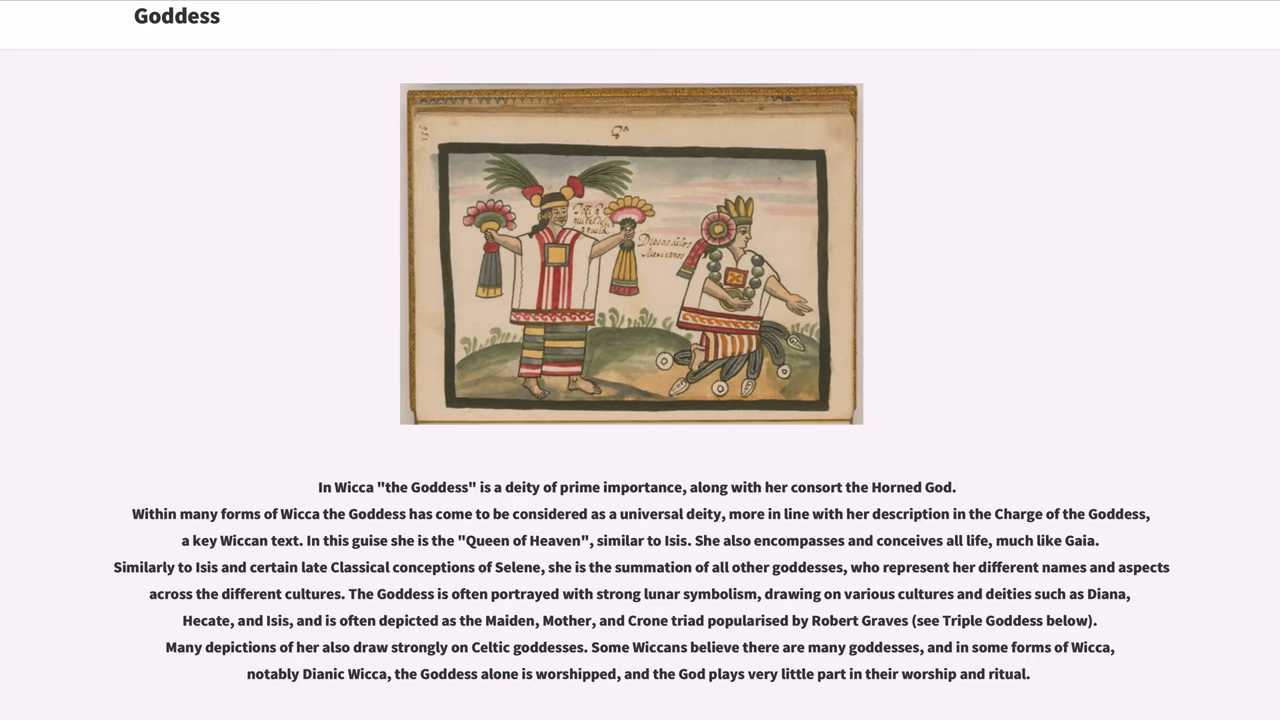 Goddess
Diosas delos
Mexicanos
In Wicca "the Goddess" is a deity of prime importance, along with her consort the Horned God.
Within many forms of Wicca the Goddess has come to be considered as a universal deity, more in line with her description in the Charge of the Goddess,
a key Wiccan text. In this guise she is the "Queen of Heaven", similar to Isis. She also encompasses and conceives all life, much like Gaia.
Similarly to Isis and certain late Classical conceptions of Selene, she is the summation of all other goddesses, who represent her different names and aspects
across the different cultures. The Goddess is often portrayed with strong lunar symbolism, drawing on various cultures and deities such as Diana,
Hecate, and Isis, and is often depicted as the Maiden, Mother, and Crone triad popularised by Robert Graves (see Triple Goddess below).
Many depictions of her also draw strongly on Celtic goddesses. Some Wiccans believe there are many goddesses, and in some forms of Wicca,
notably Dianic Wicca, the Goddess alone is worshipped, and the God plays very little part in their worship and ritual.